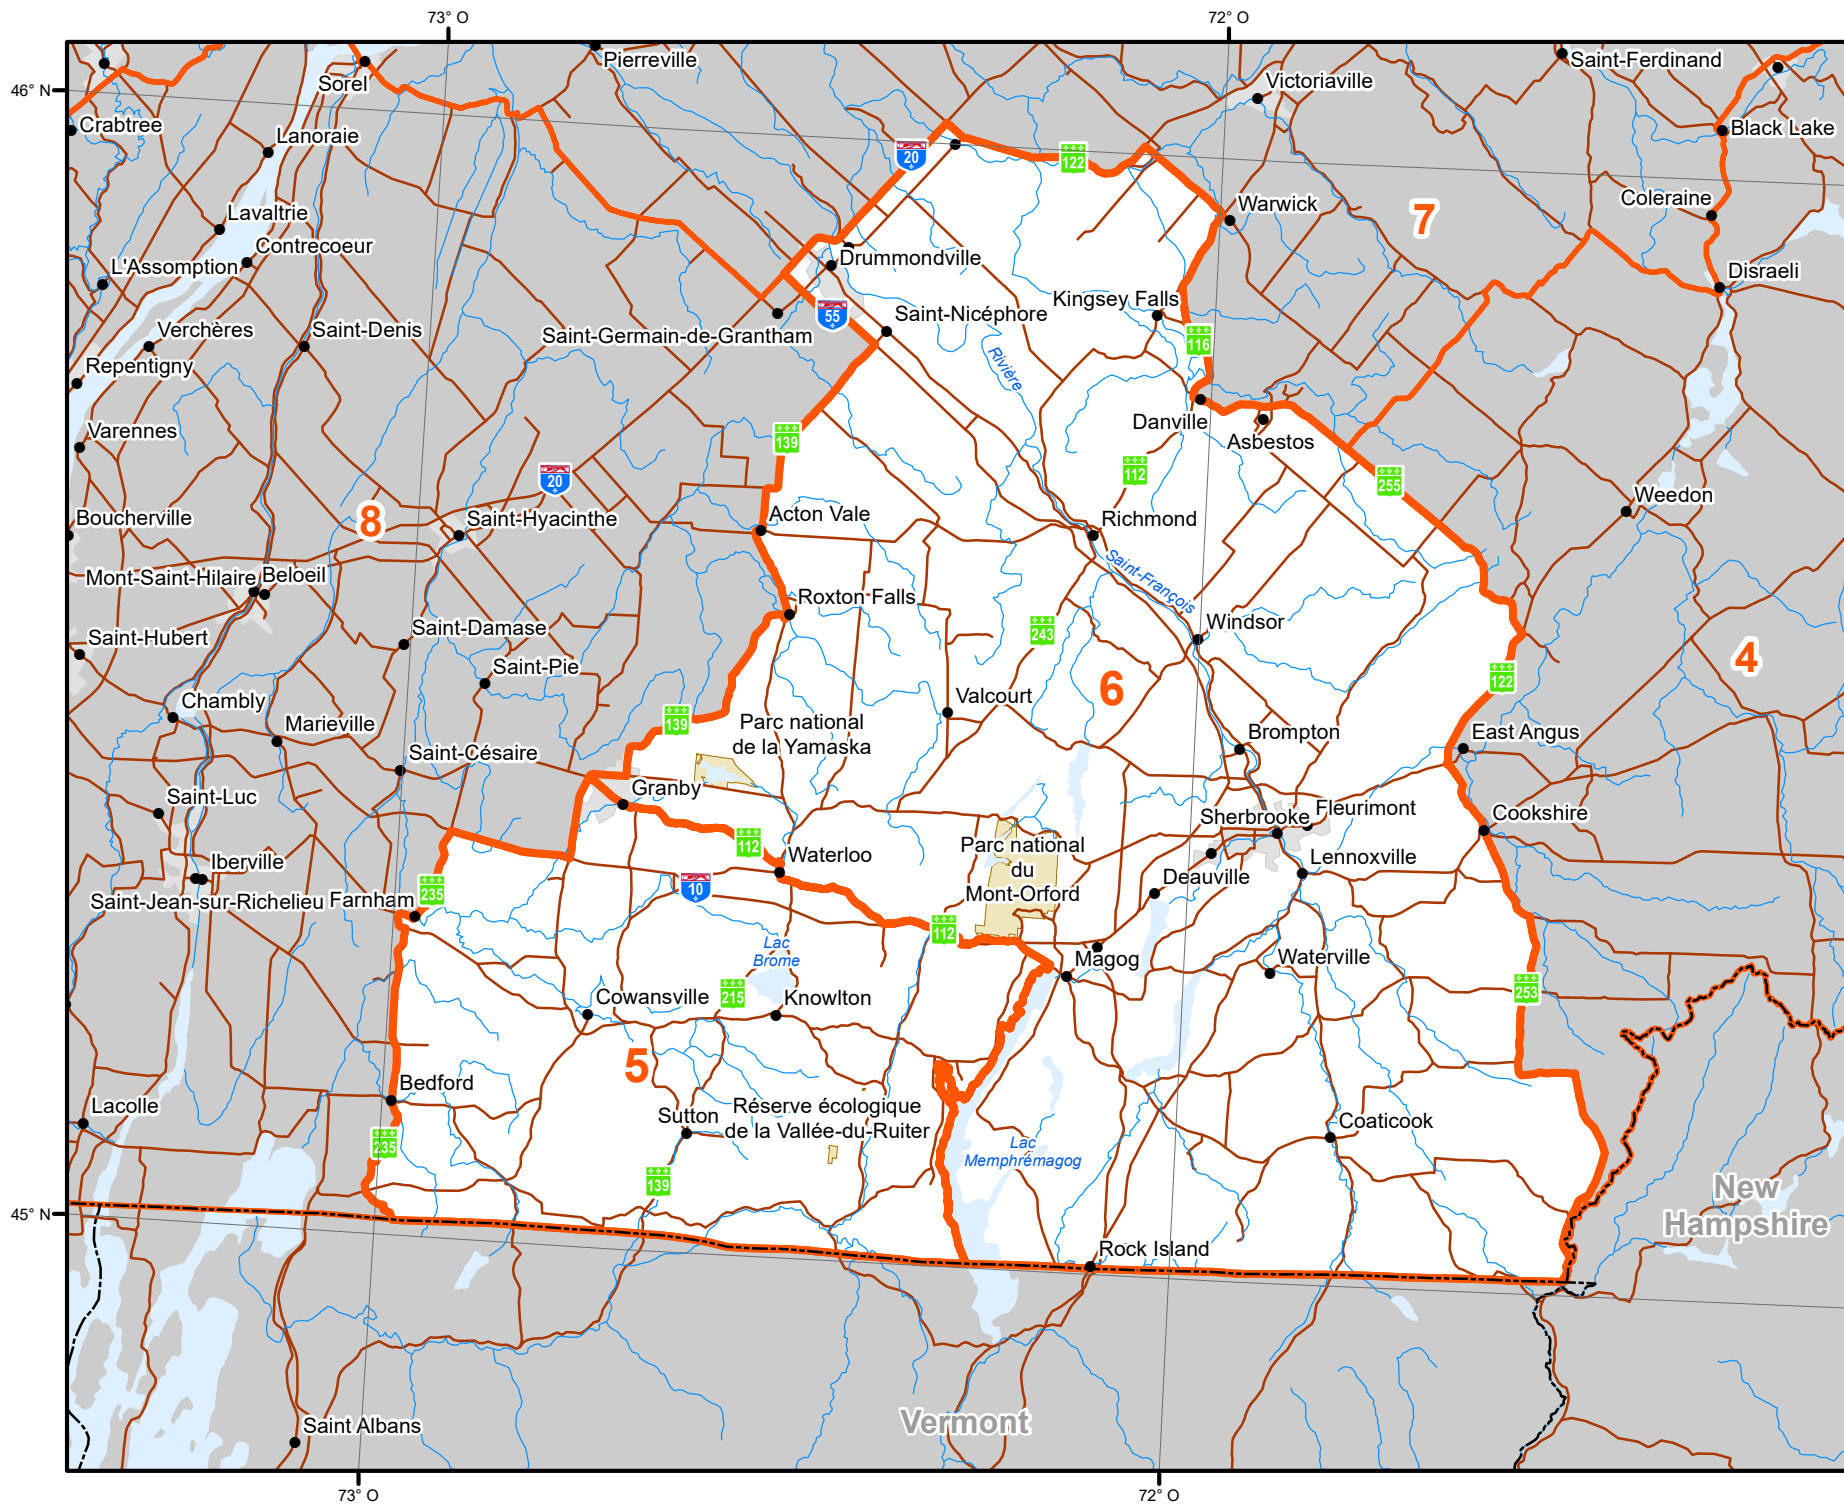 73° O
72° O
Pierreville
Saint-Ferdinand
Sorel
Victoriaville
46° N
Crabtree
Lanoraie
Black Lake
20
122
Lavaltrie
Warwick
Coleraine
7
Contrecoeur
L'Assomption
Drummondville
Disraeli
Kingsey Falls
55
Saint-Nicéphore
Verchères
Saint-Denis
Saint-Germain-de-Grantham
116
Repentigny
Rivière
Varennes
139
Danville
Asbestos
20
112
255
Weedon
Boucherville
8
Saint-Hyacinthe
Acton Vale
Richmond
Mont-Saint-Hilaire
Beloeil
Saint-François
Roxton Falls
Saint-Hubert
Saint-Damase
243
Windsor
Saint-Pie
122
4
Chambly
Marieville
139
Parc national
de la Yamaska
Valcourt
6
Saint-Césaire
Brompton
East Angus
Saint-Luc
Granby
Sherbrooke
Fleurimont
Cookshire
112
Waterloo
Parc national
du
Mont-Orford
Iberville
Lennoxville
Deauville
10
235
Saint-Jean-sur-Richelieu
Farnham
112
Lac
Brome
Magog
Waterville
215
253
Cowansville
Knowlton
5
Bedford
Lacolle
Sutton
Réserve écologique
de la Vallée-du-Ruiter
Coaticook
235
Lac
Memphrémagog
139
New
Hampshire
45° N
Rock Island
Vermont
Saint Albans
73° O
72° O